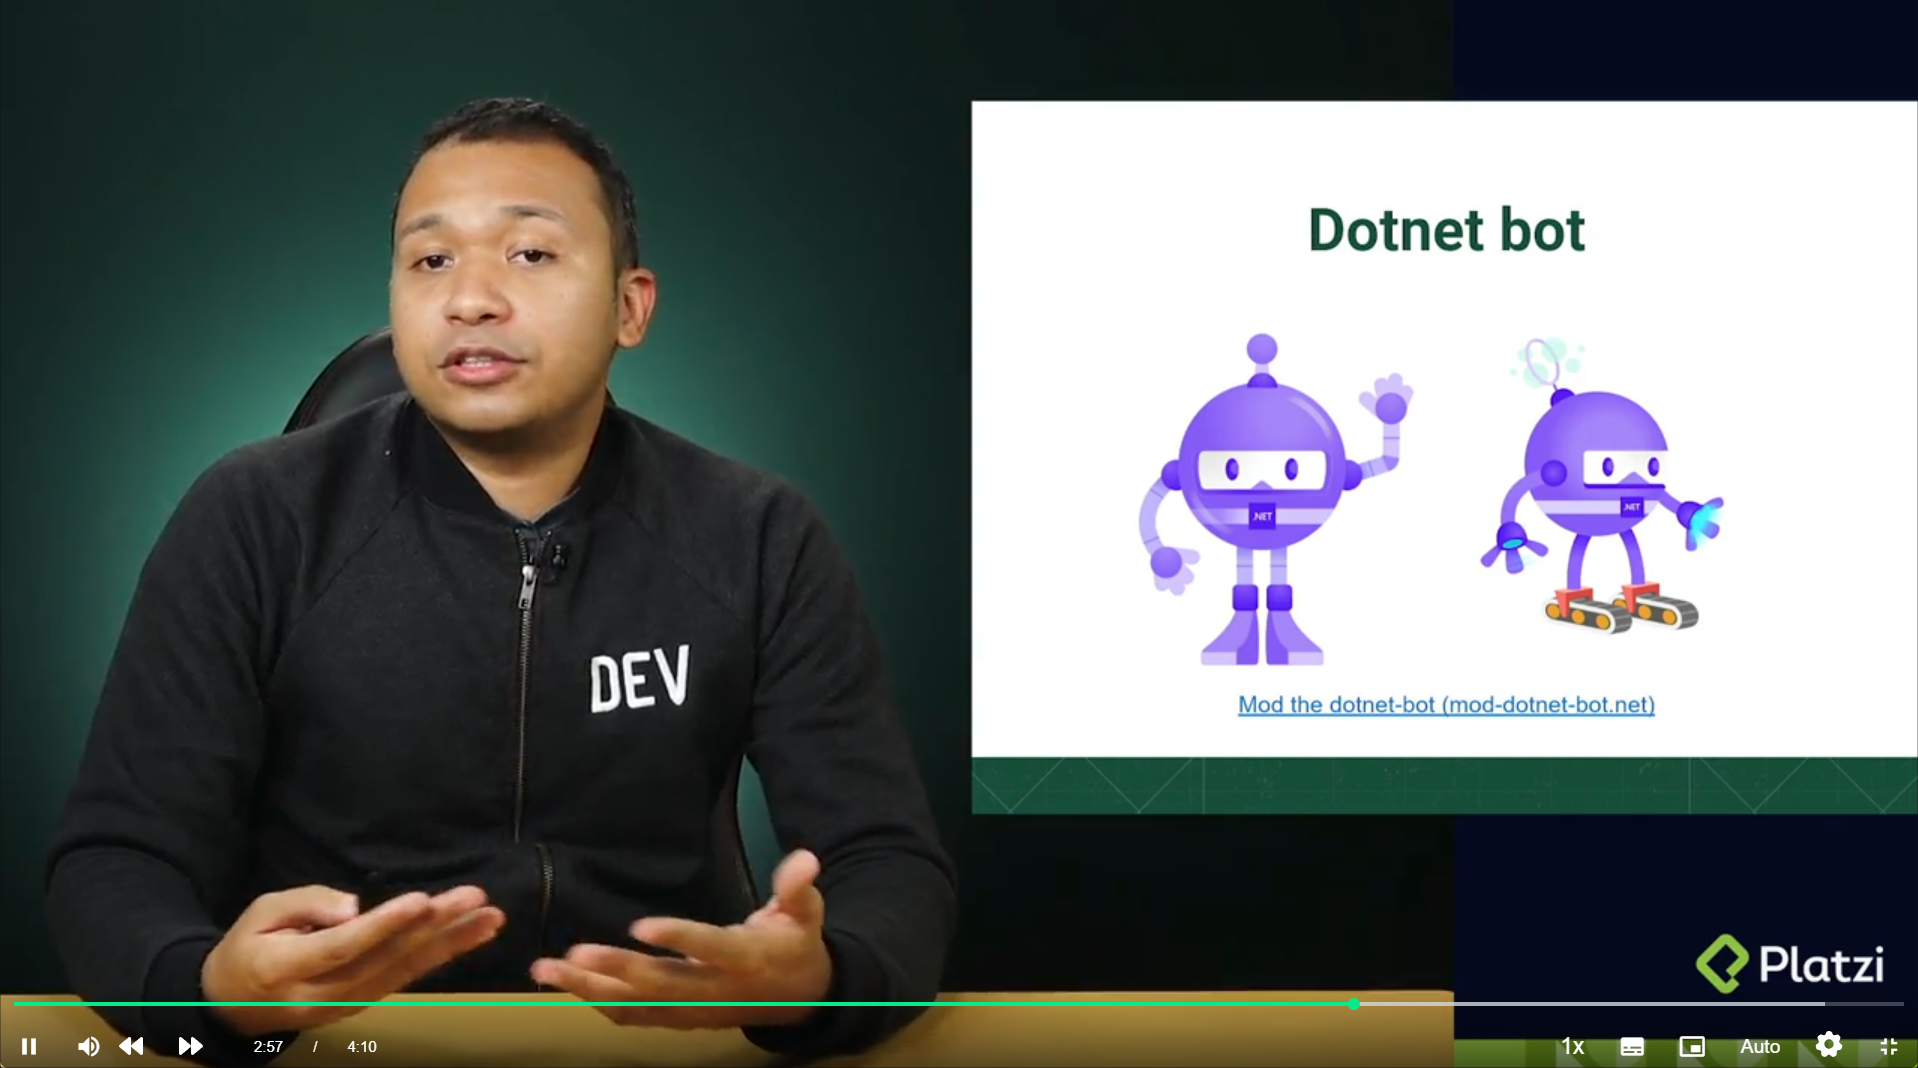 Dotnet bot
.NET
.NET
DEV
Mod the dotnet-bot (mod-dotnet-bot.net)
Platzi
2:57 / 4:10
1x
Auto